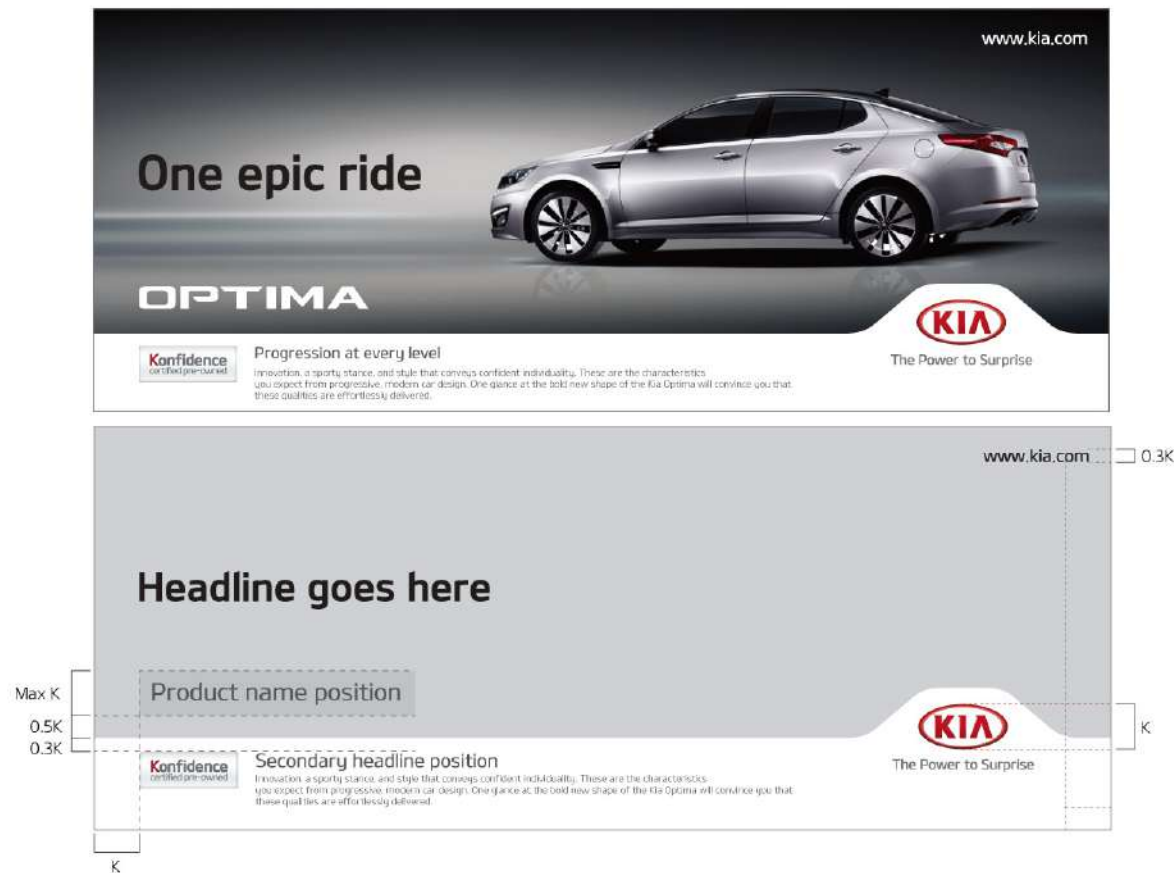 www.kia.com
One epic ride
OPTIMA
KIA
The Power to Surprise
Konfidence
certified pre-owned
Progression at every level
Innovation, a sporty stance, and style that conveys confident individuality. These are the characteristics
you expect from progressive, modern car design. One glance at the bold new shape of the Kia Optima will convince you that
these qualities are effortlessly delivered.
www.kia.com
0.3K
Headline goes here
Max K
Product name position
0.5K
0.3K
KIA
K
The Power to Surprise
Konfidence
certified pre-owned
Secondary headline position
Innovation, a sporty stance, and style that conveys confident individuality. These are the characteristics
you expect from progressive, modern car design. One glance at the bold new shape of the Kia Optima will convince you that
these qualities are effortlessly delivered.
K